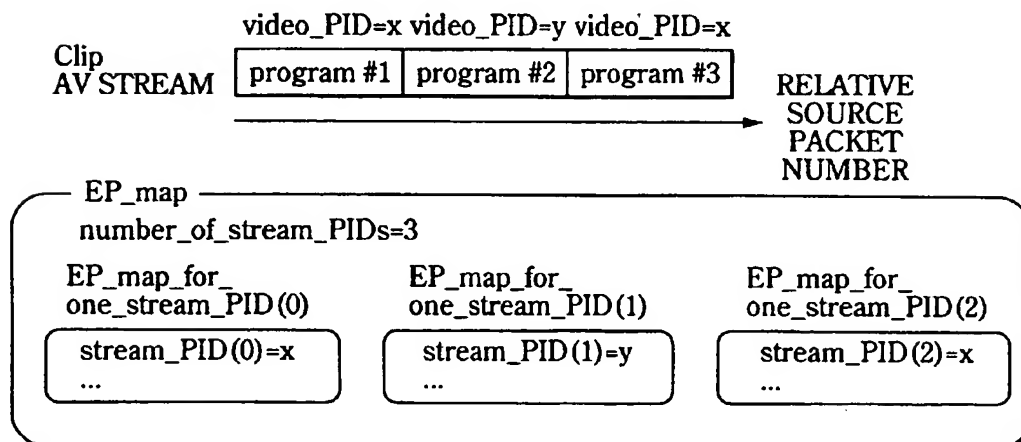 video_PID=x video_PID=y video_PID=x
Clip
AV STREAM
program #1 program #2 program #3
RELATIVE
SOURCE
PACKET
NUMBER
EP_map
number_of_stream_PIDs=3
EP_map_for_ EP_map_for_ EP_map_for_
one_stream_PID(0) one_stream_PID(1) one_stream_PID(2)
stream_PID(0)=x stream_PID(1)=y stream_PID(2)=x
... ... ...